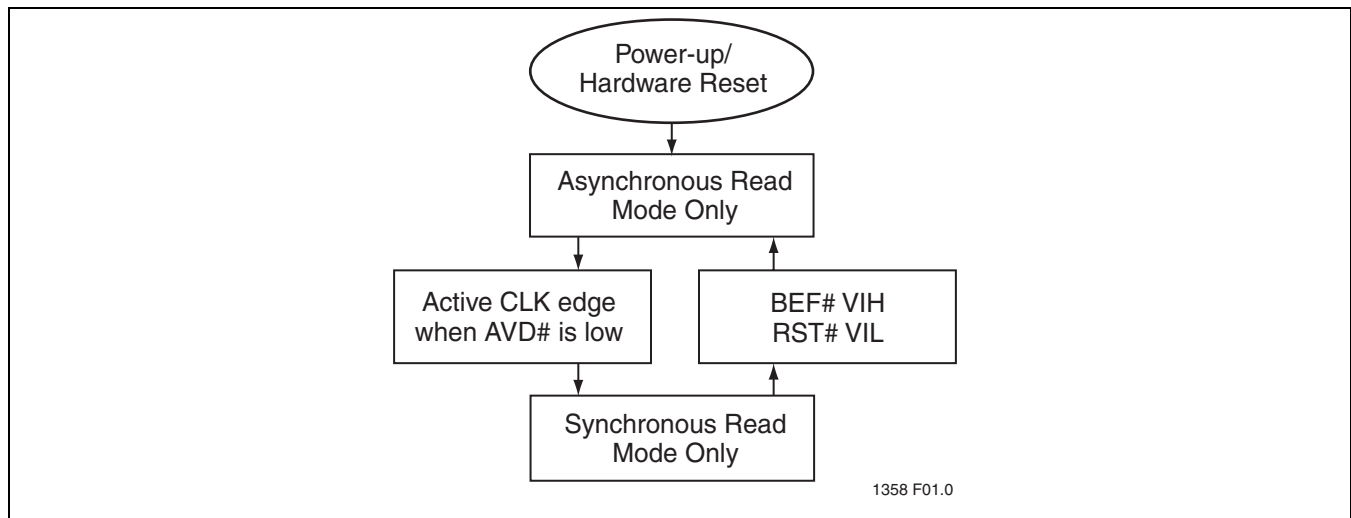 Power-up/
Hardware Reset
Asynchronous Read
Mode Only
Active CLK edge
when AVD# is low
BEF# VIH
RST# VIL
Synchronous Read
Mode Only
1358 F01.0